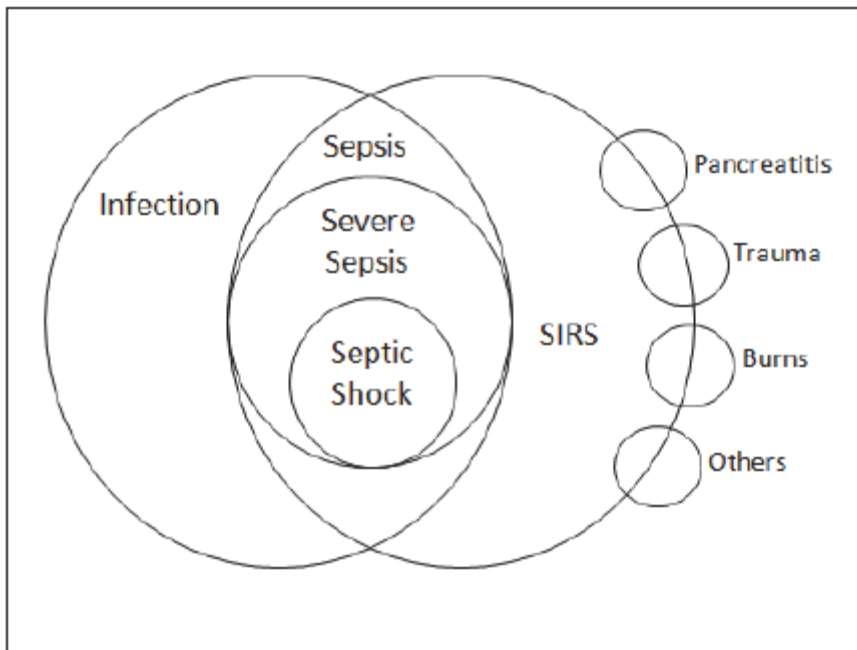 Sepsis
Infection
Severe
Sepsis
Septic
Shock
SIRS
Pancreatitis
Trauma
Burns
Others